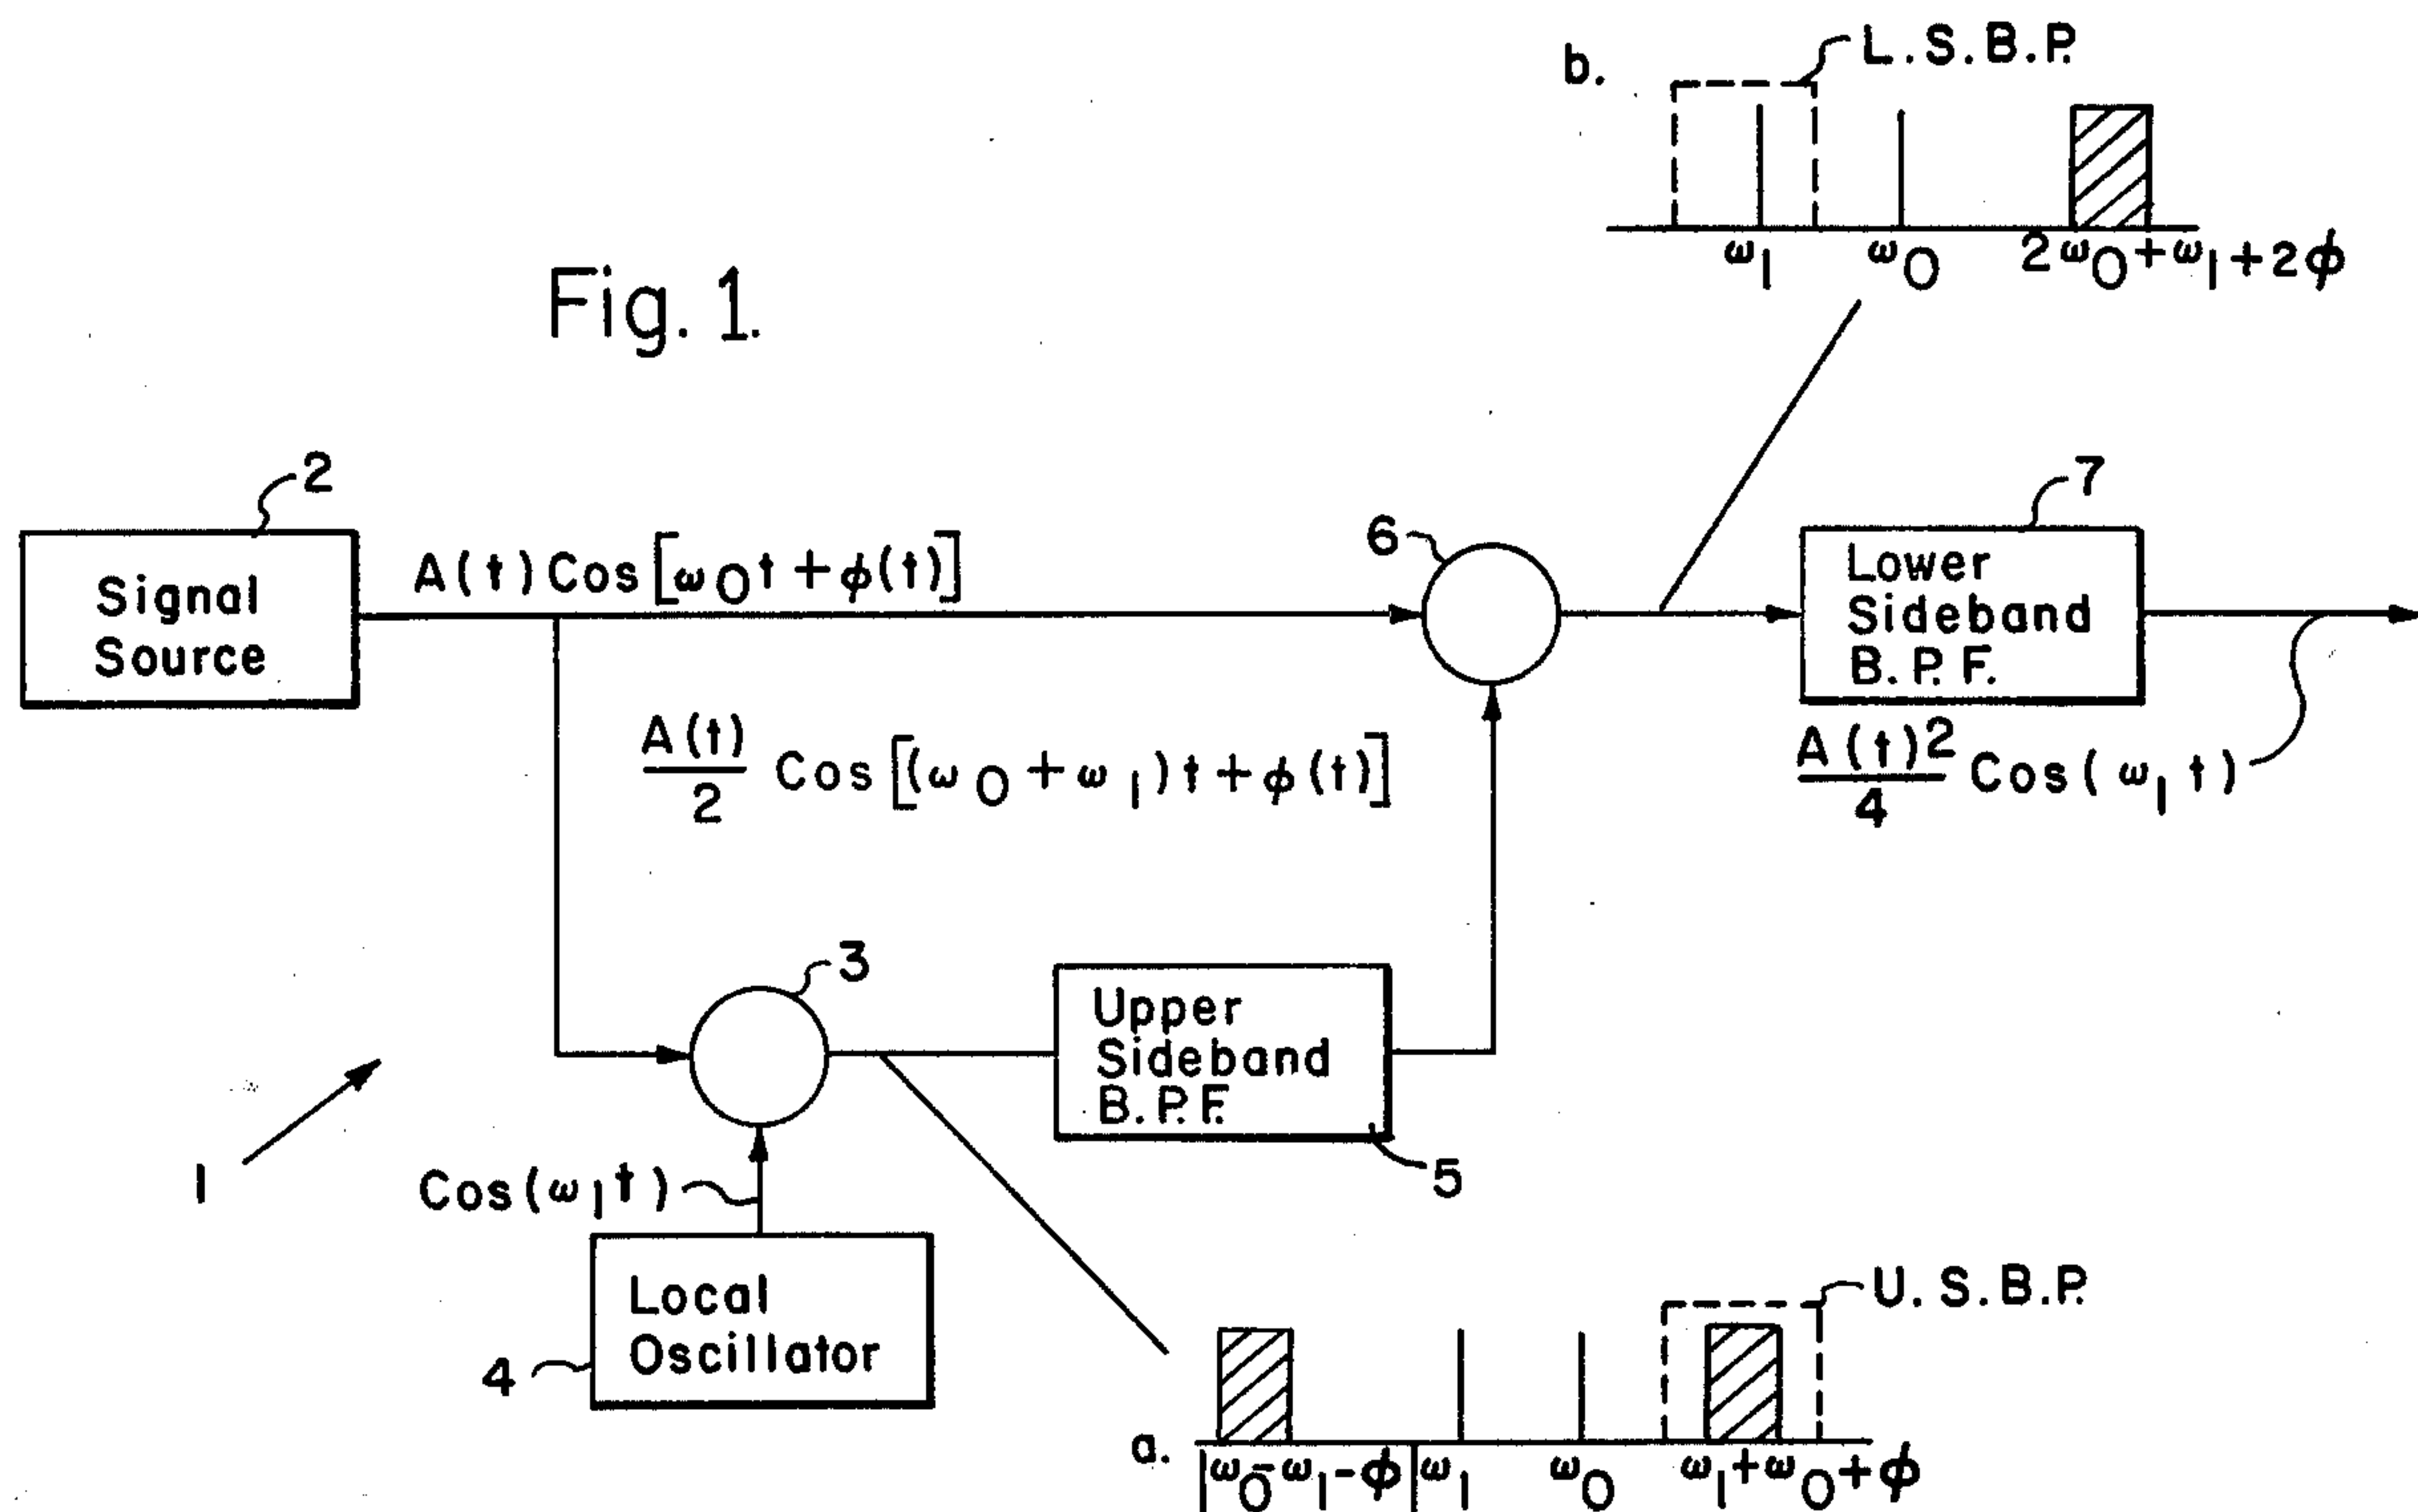 b.
L.S.B.P.
ω1 ω0 2ω0+ω1+2ϕ
Fig. 1.
2
Signal
Source
A(t)Cos[ω0t+ϕ(t)]
6
7
Lower
Sideband
B.P.F.
A(t)/2 Cos[(ω0+ω1)t+ϕ(t)]
A(t)2/4 Cos(ω1t)
3
Upper
Sideband
B.P.F.
5
1
Cos(ω1t)
4
Local
Oscillator
U.S.B.P.
a.
|ω0-ω1-ϕ| ω1 ω0 ω1+ω0+ϕ